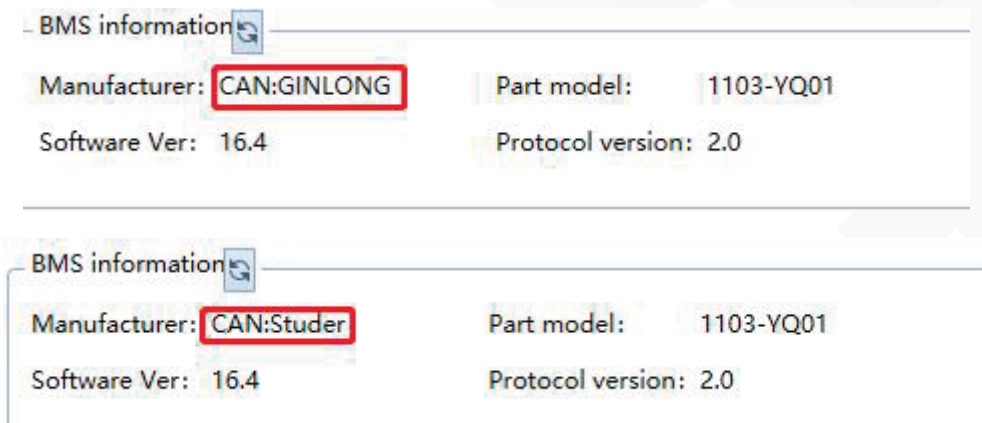 BMS information
Manufacturer: CAN:GINLONG Part model: 1103-YQ01
Software Ver: 16.4 Protocol version: 2.0
BMS information
Manufacturer: CAN:Studer Part model: 1103-YQ01
Software Ver: 16.4 Protocol version: 2.0